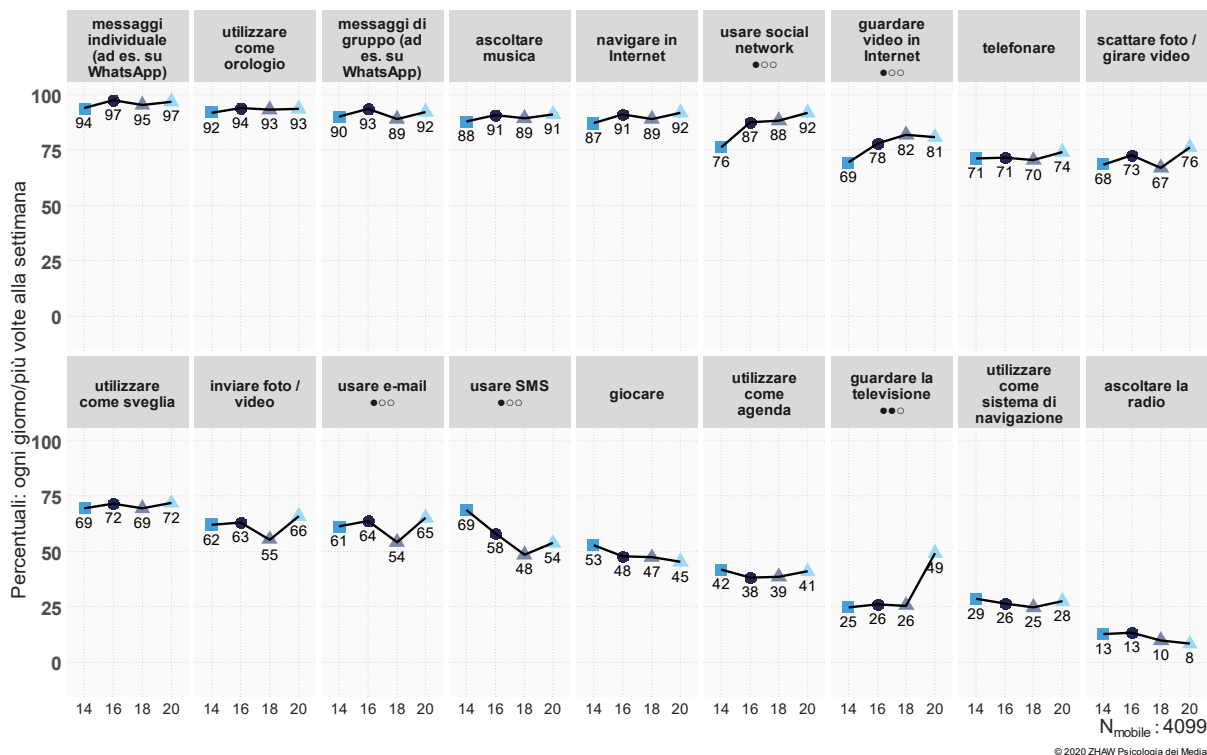 messaggi
individuale
(ad es. su
WhatsApp)
utilizzare
come
orologio
messaggi di
gruppo (ad
es. su
WhatsApp)
ascoltare
musica
navigare in
Internet
usare social
network
●○○
guardare
video in
Internet
●○○
telefonare
scattare foto /
girare video
Percentuali: ogni giorno/più volte alla settimana
100
75
50
25
0
94 97 95 97
92 94 93 93
90 93 89 92
88 91 89 91
87 91 89 92
76 87 88 92
69 78 82 81
71 71 70 74
68 73 67 76
utilizzare
come sveglia
inviare foto /
video
usare e-mail
●○○
usare SMS
●○○
giocare
utilizzare
come
agenda
guardare la
televisione
●●○
utilizzare
come
sistema di
navigazione
ascoltare la
radio
100
75
50
25
0
69 72 69 72
62 63 55 66
61 64 54 65
69 58 48 54
53 48 47 45
42 38 39 41
25 26 26 49
29 26 25 28
13 13 10 8
14 16 18 20 14 16 18 20 14 16 18 20 14 16 18 20 14 16 18 20 14 16 18 20 14 16 18 20 14 16 18 20 14 16 18 20
Nmobile : 4099
© 2020 ZHAW Psicologia dei Media